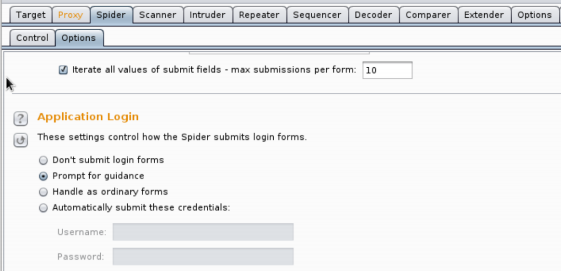 Target Proxy Spider Scanner Intruder Repeater Sequencer Decoder Comparer Extender Options
Control Options
Iterate all values of submit fields - max submissions per form: 10
? Application Login
These settings control how the Spider submits login forms.
Don't submit login forms
Prompt for guidance
Handle as ordinary forms
Automatically submit these credentials:
Username:
Password: